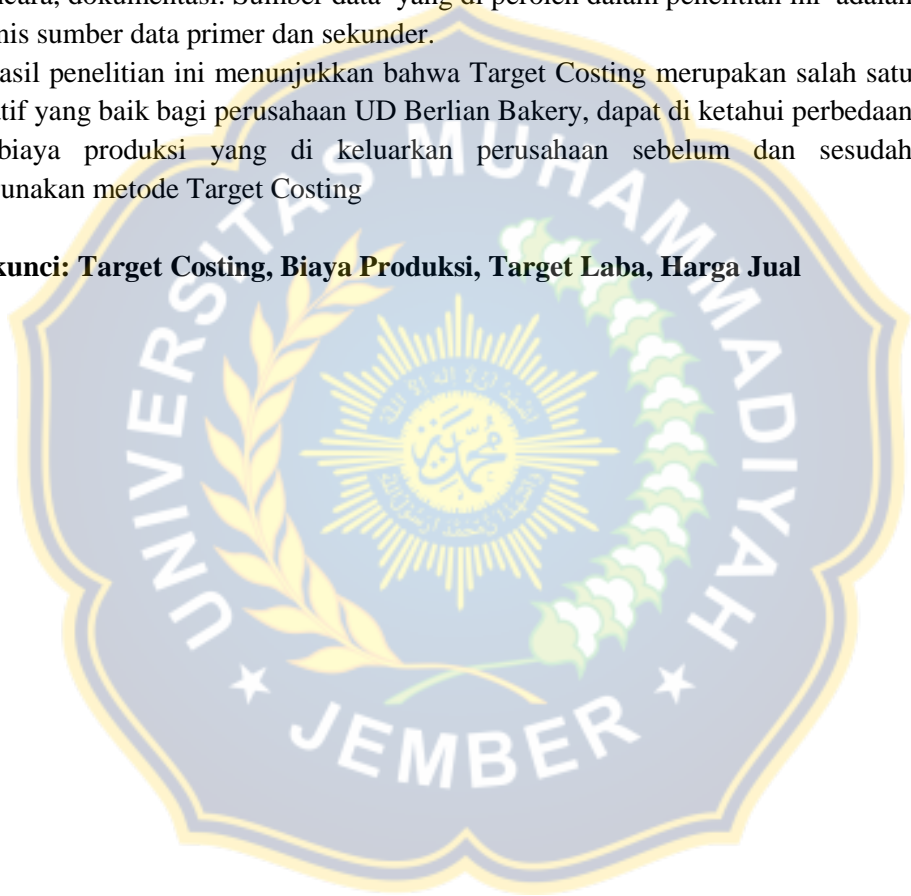 cara, dokumentasi. Sumber data yang di peroleh dalam penelitian ini adalah
nis sumber data primer dan sekunder.
asil penelitian ini menunjukkan bahwa Target Costing merupakan salah satu
tif yang baik bagi perusahaan UD Berlian Bakery, dapat di ketahui perbedaan
biaya produksi yang di keluarkan perusahaan sebelum dan sesudah
unakan metode Target Costing
kunci: Target Costing, Biaya Produksi, Target Laba, Harga Jual
UNIVERSITAS MUHAMMADIYAH
محمدية
JEMBER